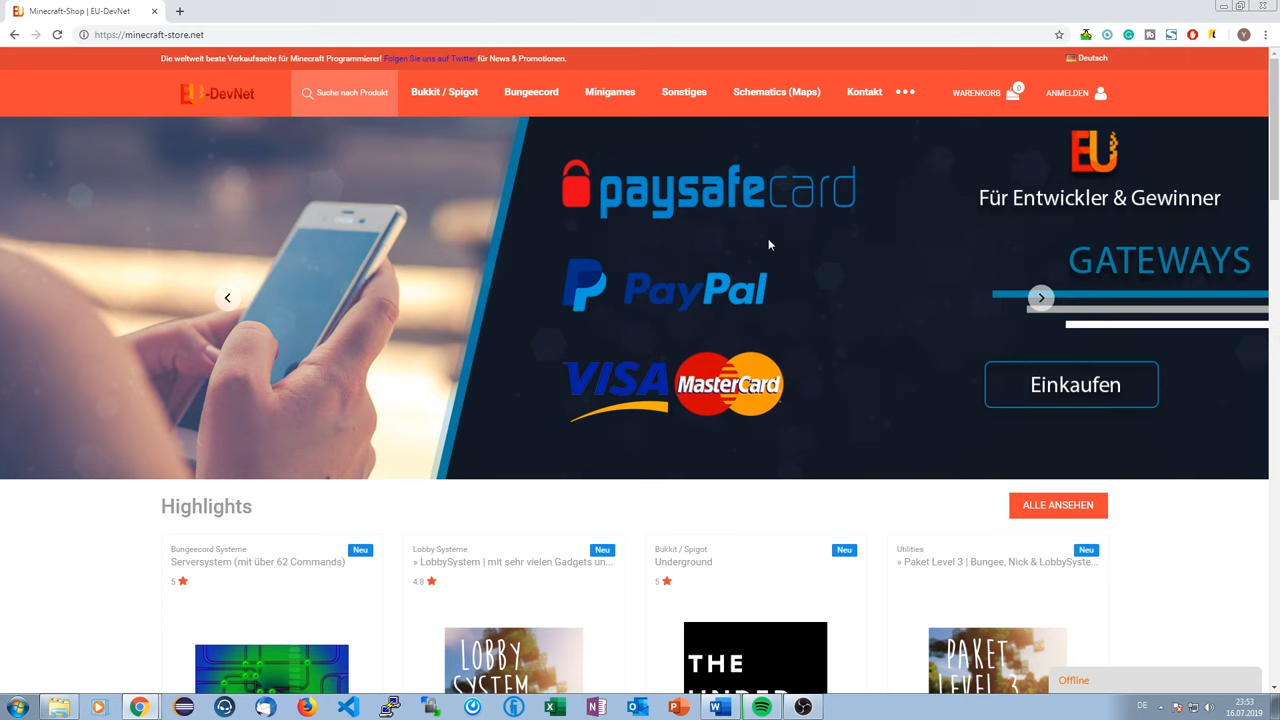 Minecraft-Shop | EU-DevNet
https://minecraft-store.net
Die weltweit beste Verkaufsseite für Minecraft Programmierer! Folgen Sie uns auf Twitter für News & Promotionen.
Deutsch
EU-DevNet
Suche nach Produkt
Bukkit / Spigot
Bungeecord
Minigames
Sonstiges
Schematics (Maps)
Kontakt
WARENKORB
0
ANMELDEN
paysafecard
PayPal
VISA
MasterCard
EU
Für Entwickler & Gewinner
GATEWAYS
Einkaufen
Highlights
ALLE ANSEHEN
Bungeecord Systeme
Neu
Serversystem (mit über 62 Commands)
5
Lobby Systeme
Neu
» LobbySystem | mit sehr vielen Gadgets un...
4.8
LOBBY
SYSTEM
Bukkit / Spigot
Neu
Underground
5
THE
UNDER
Utilities
Neu
» Paket Level 3 | Bungee, Nick & LobbySyste...
PAKET
LEVEL 3
Offline
DE
23:53
16.07.2019